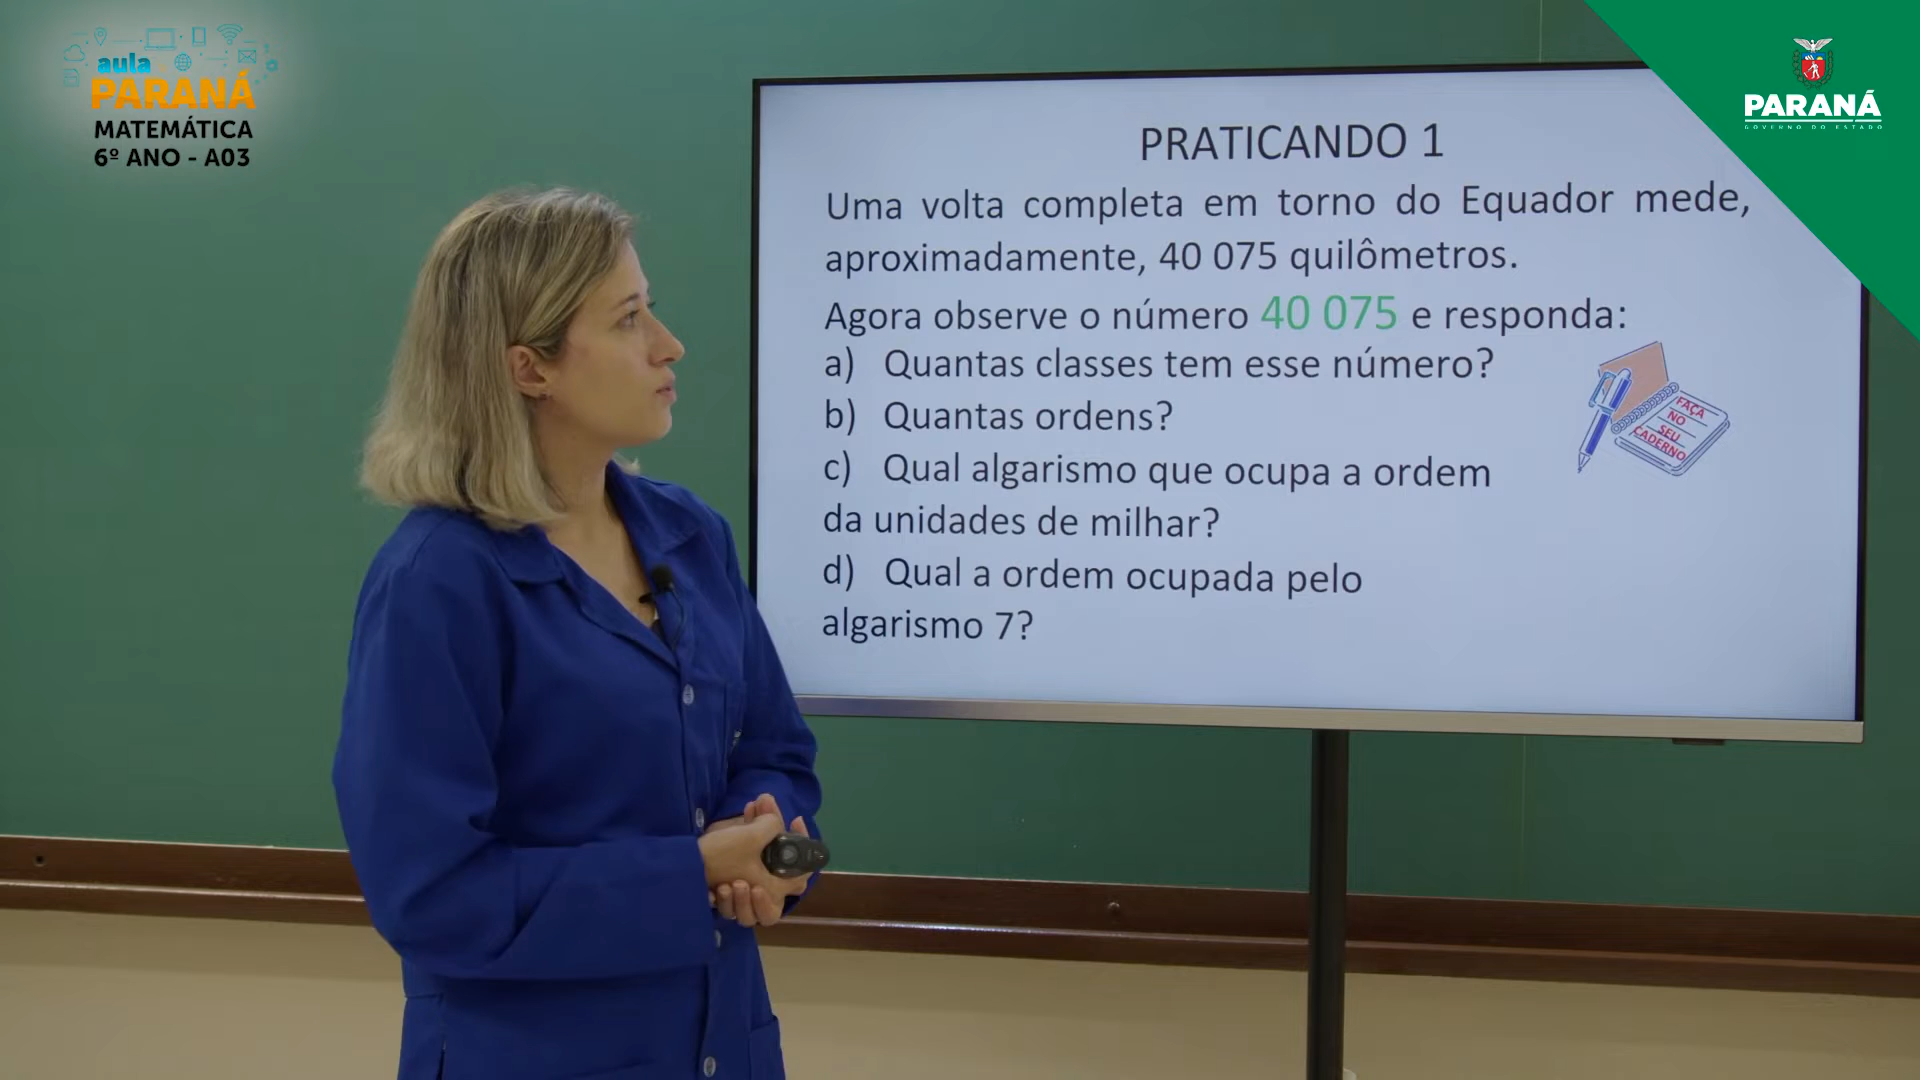 aula
PARANÁ
MATEMÁTICA
6º ANO - A03
PARANÁ
GOVERNO DO ESTADO
PRATICANDO 1
Uma volta completa em torno do Equador mede,
aproximadamente, 40 075 quilômetros.
Agora observe o número 40 075 e responda:
a) Quantas classes tem esse número?
b) Quantas ordens?
c) Qual algarismo que ocupa a ordem
da unidades de milhar?
d) Qual a ordem ocupada pelo
algarismo 7?
FAÇA
NO
SEU
CADERNO